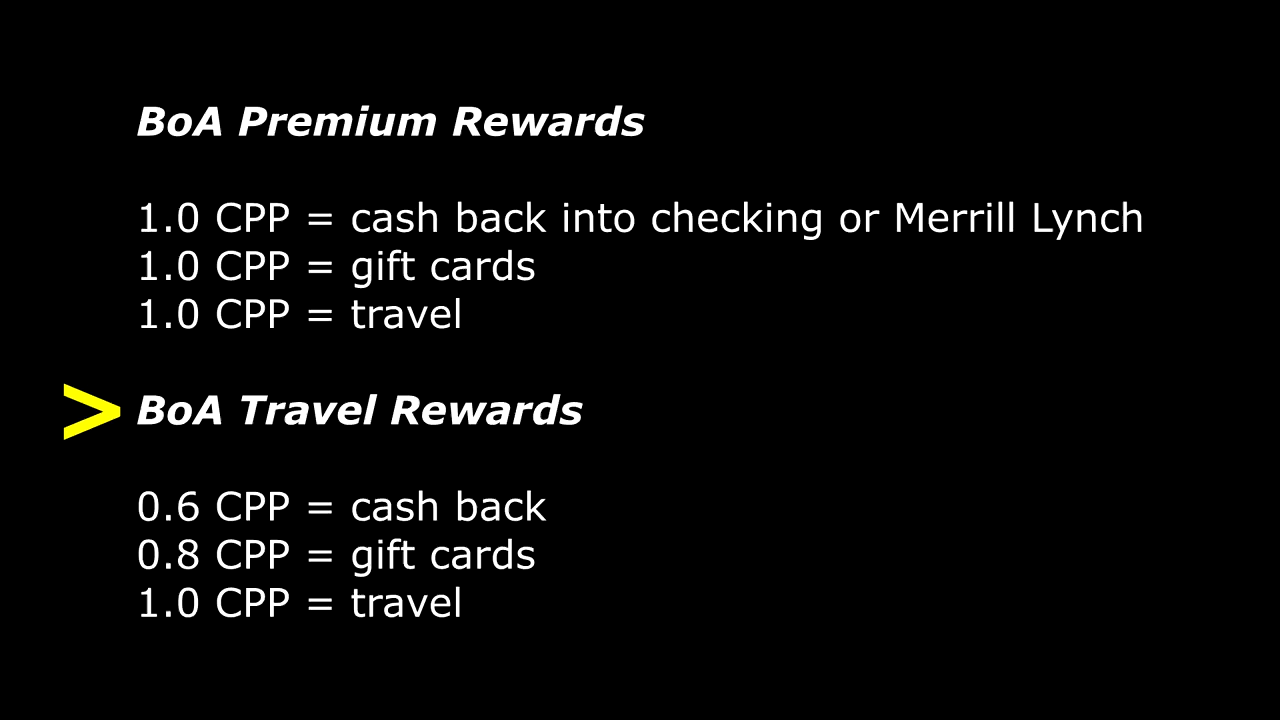 BoA Premium Rewards
1.0 CPP = cash back into checking or Merrill Lynch
1.0 CPP = gift cards
1.0 CPP = travel
> BoA Travel Rewards
0.6 CPP = cash back
0.8 CPP = gift cards
1.0 CPP = travel